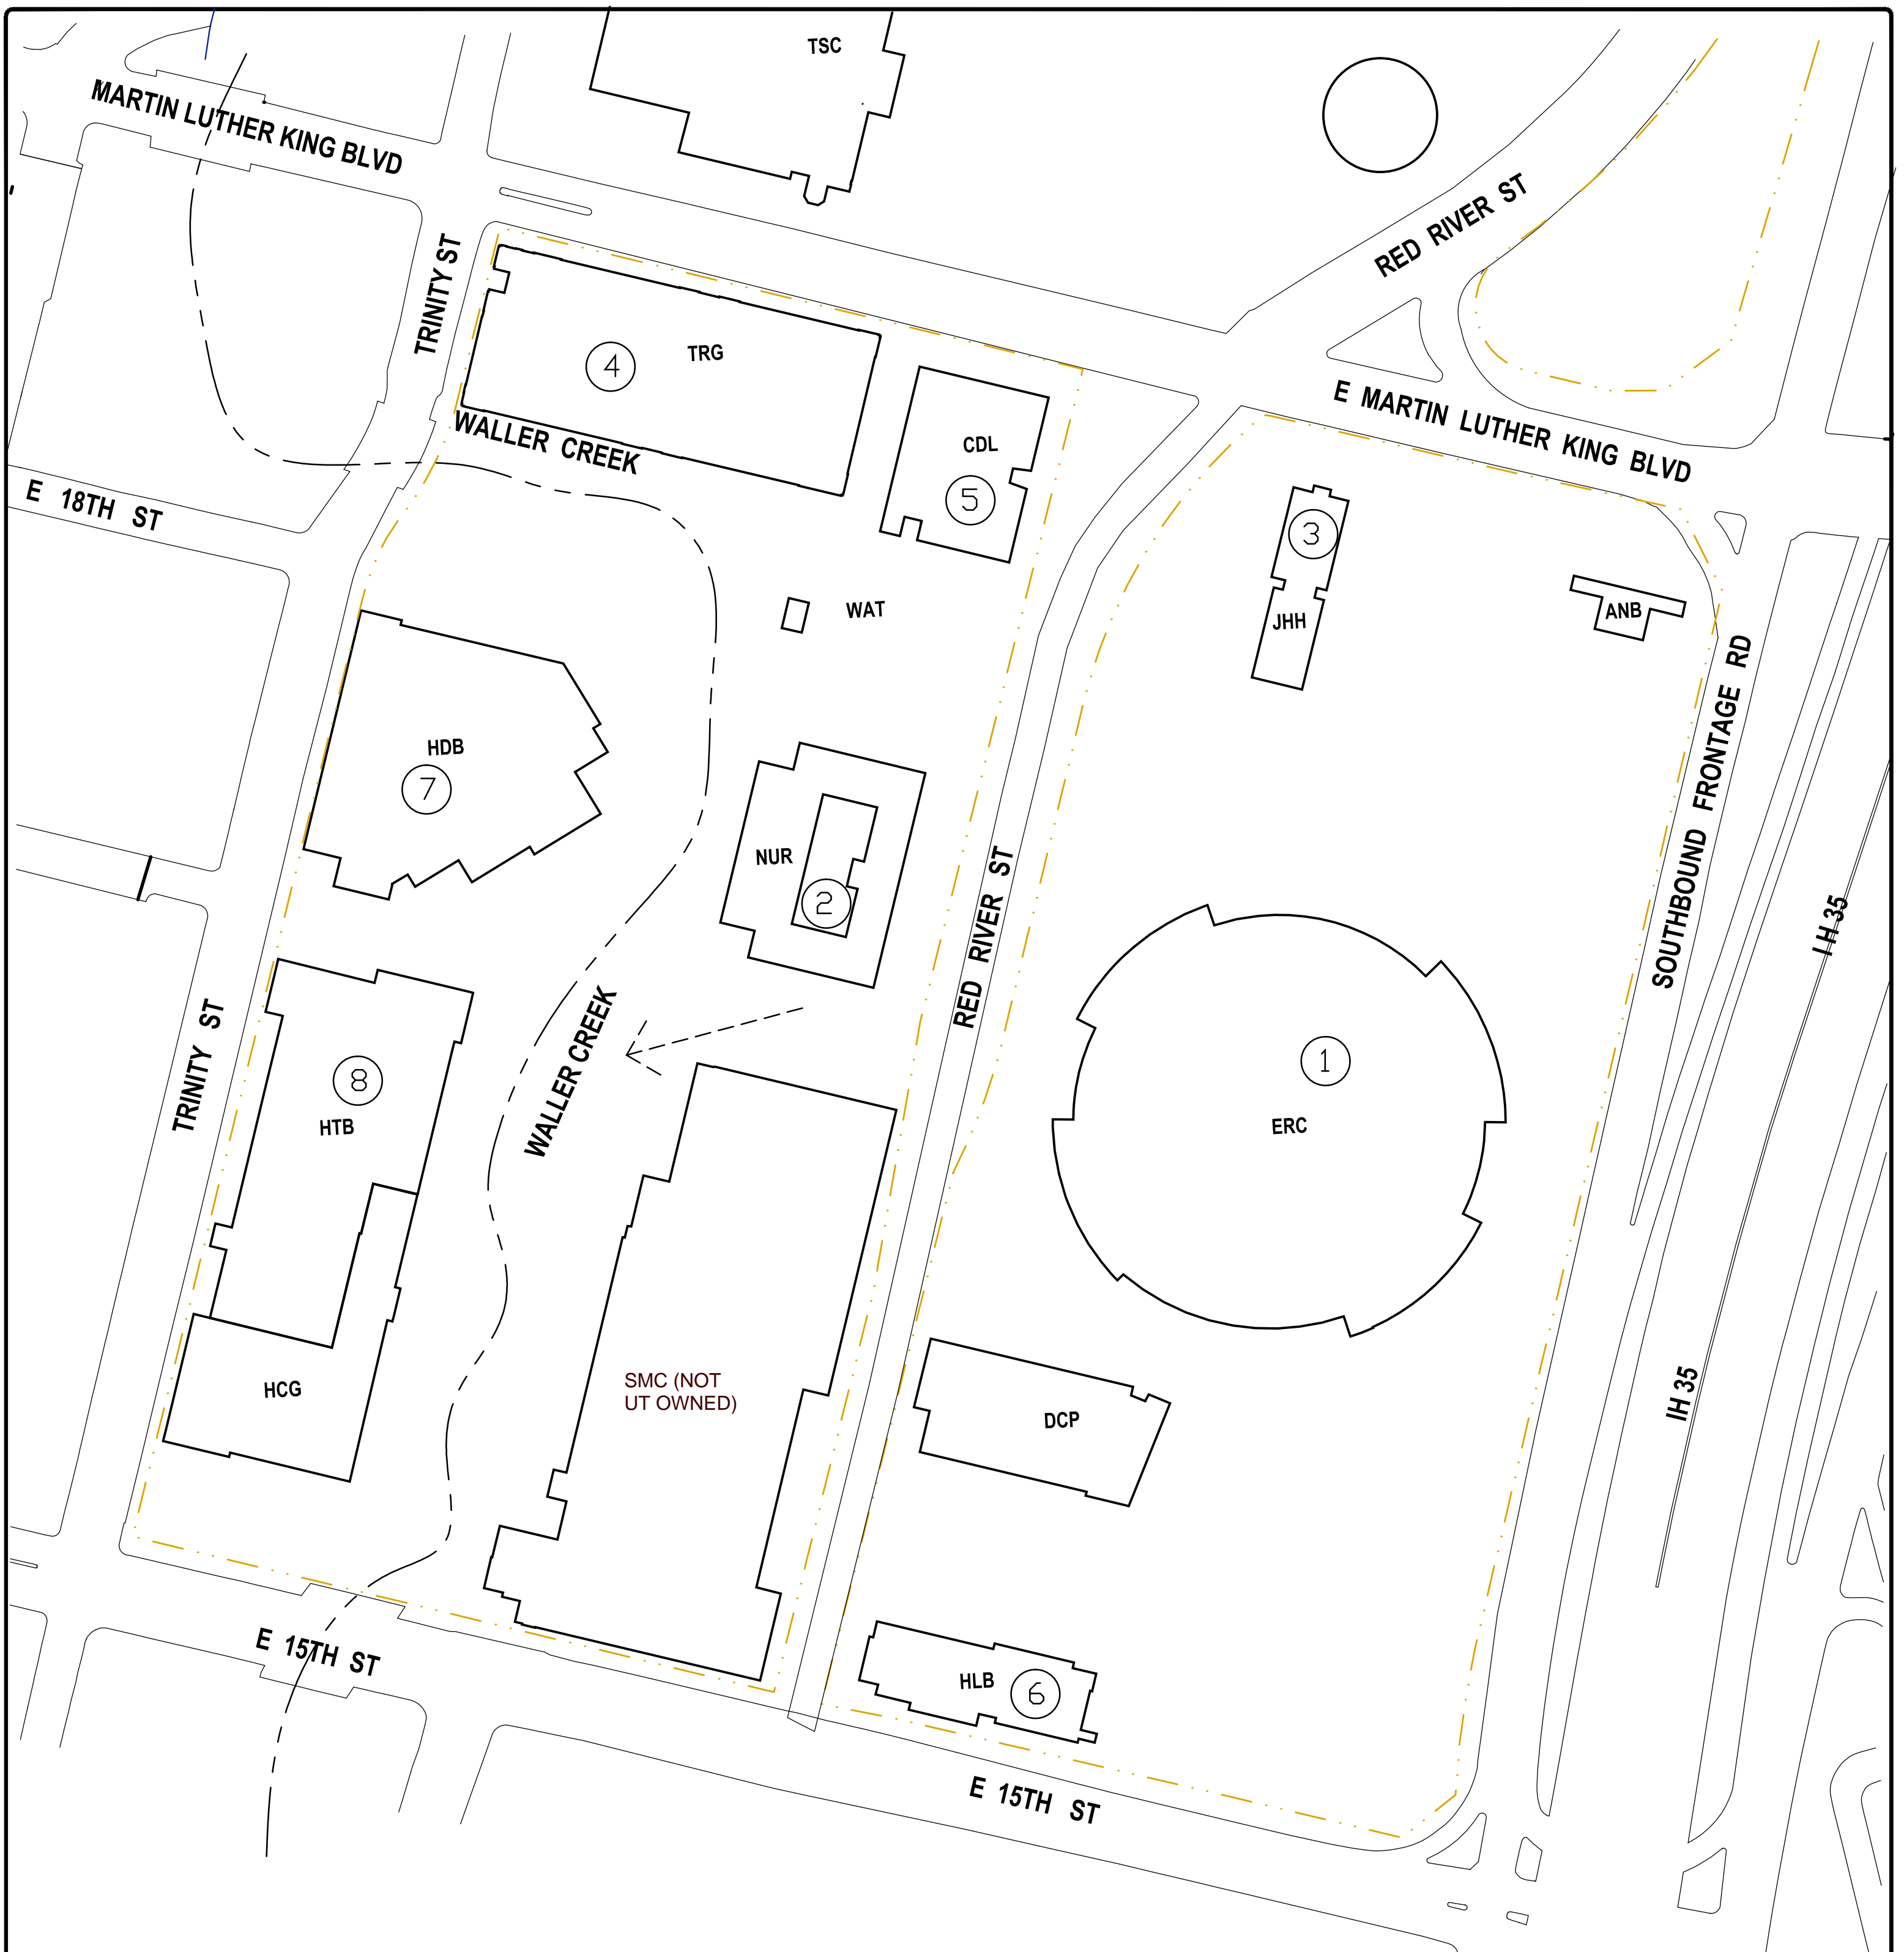 TSC
MARTIN LUTHER KING BLVD
RED RIVER ST
TRINITY ST
TRG
4
WALLER CREEK
E MARTIN LUTHER KING BLVD
CDL
5
E 18TH ST
3
JHH
ANB
WAT
SOUTHBOUND FRONTAGE RD
HDB
7
NUR
2
RED RIVER ST
IH 35
TRINITY ST
8
HTB
WALLER CREEK
1
ERC
HCG
SMC (NOT
UT OWNED)
DCP
IH 35
E 15TH ST
HLB
6
E 15TH ST